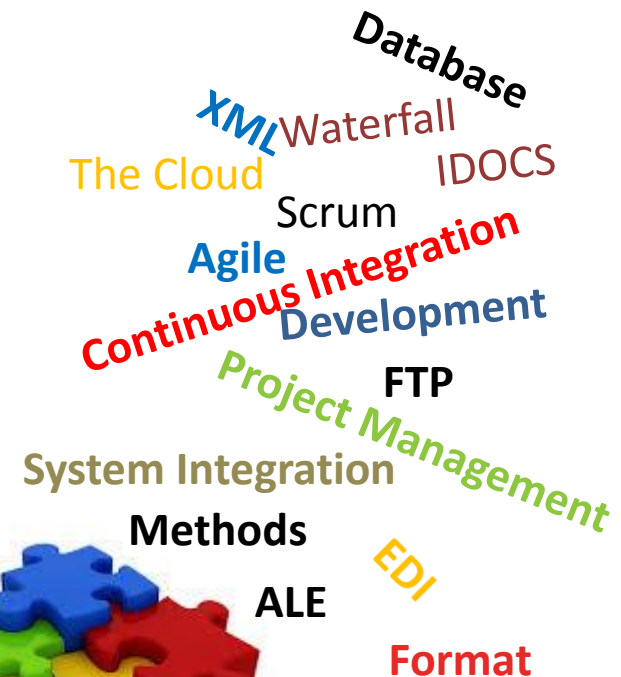 Database
XML
Waterfall
The Cloud
IDOCS
Scrum
Agile
Continuous Integration
Development
Project Management
FTP
System Integration
Methods
EDI
ALE
Format